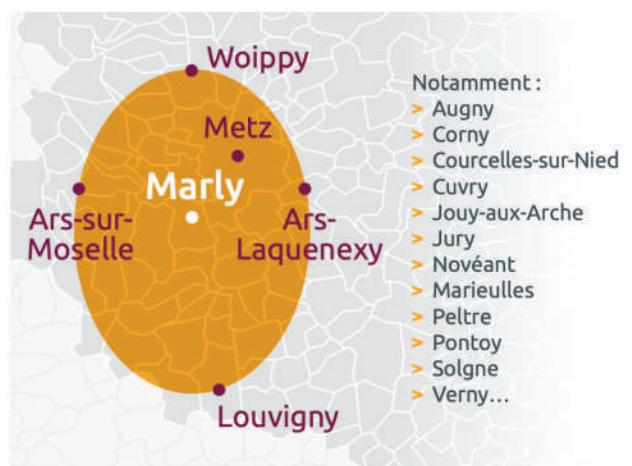 Woippy
Metz
Marly
Ars-sur-
Moselle
Ars-
Laquenexy
Louvigny
Notamment :
> Augny
> Corny
> Courcelles-sur-Nied
> Cuvry
> Jouy-aux-Arche
> Jury
> Novéant
> Marieulles
> Peltre
> Pontoy
> Solgne
> Verny…